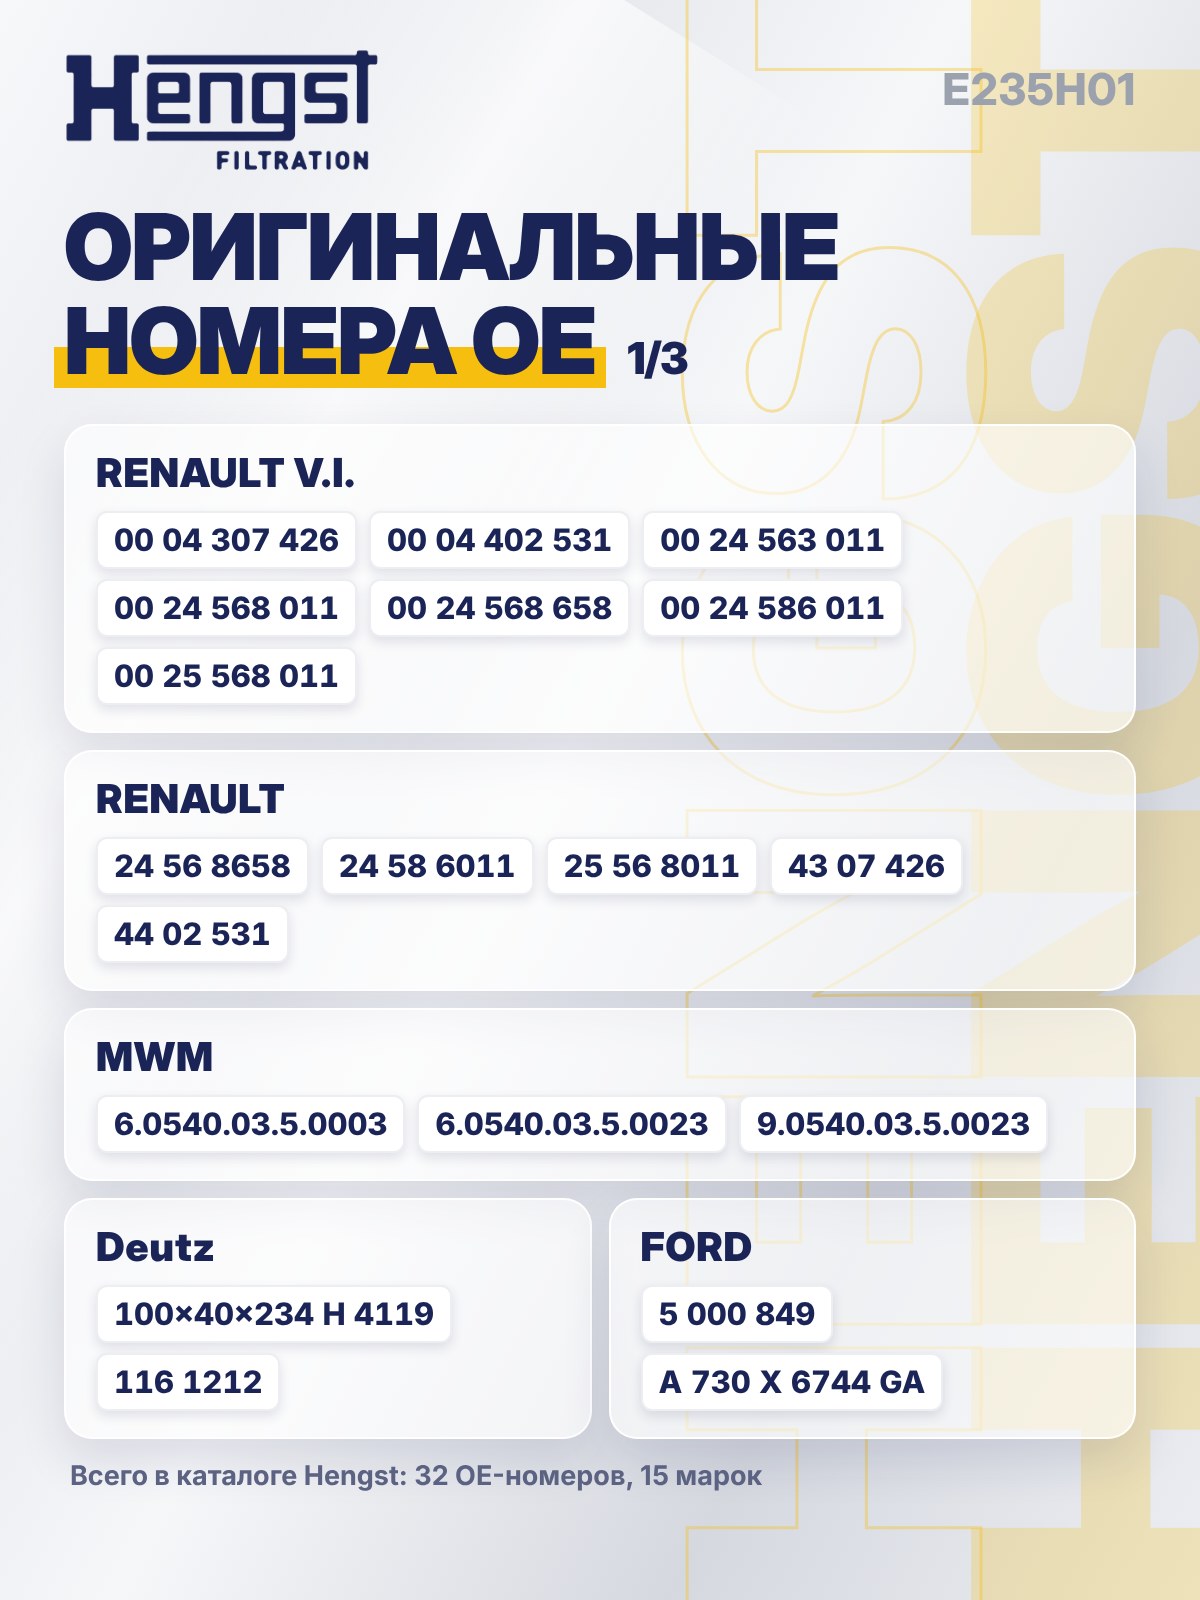 Hengst
FILTRATION
E235H01
ОРИГИНАЛЬНЫЕ
НОМЕРА OE 1/3
RENAULT V.I.
00 04 307 426 00 04 402 531 00 24 563 011
00 24 568 011 00 24 568 658 00 24 586 011
00 25 568 011
RENAULT
24 56 8658 24 58 6011 25 56 8011 43 07 426
44 02 531
MWM
6.0540.03.5.0003 6.0540.03.5.0023 9.0540.03.5.0023
Deutz
100×40×234 H 4119
116 1212
FORD
5 000 849
A 730 X 6744 GA
Всего в каталоге Hengst: 32 OE-номеров, 15 марок
HENGST
HENGST